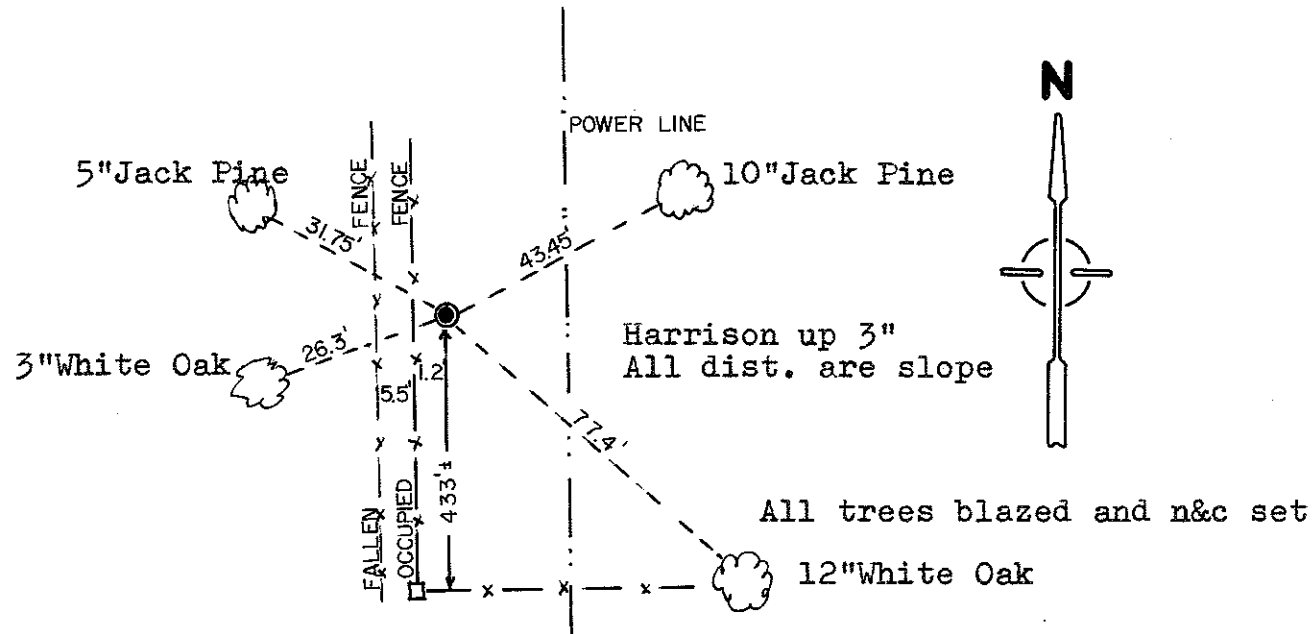 N
POWER LINE
5"Jack Pine
FENCE
FENCE
10"Jack Pine
31.75'
43.45'
Harrison up 3"
All dist. are slope
3"White Oak
26.3'
1.2'
5.5'
77.4'
433'±
FALLEN
OCCUPIED
All trees blazed and n&c set
12"White Oak